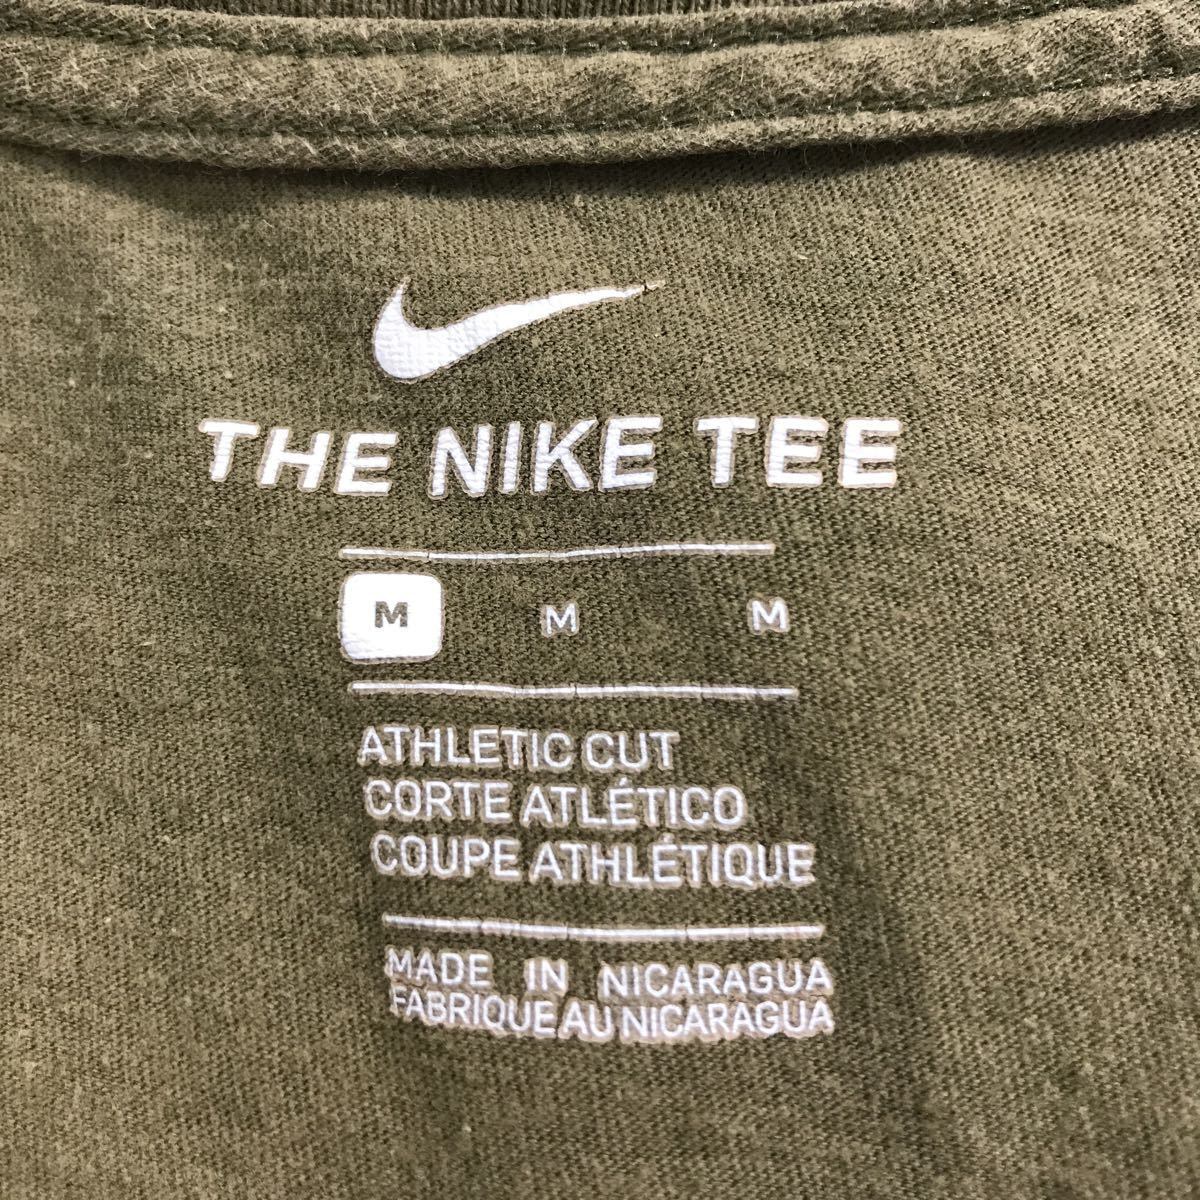 THE NIKE TEE
M M M
ATHLETIC CUT
CORTE ATLÉTICO
COUPE ATHLÉTIQUE
MADE IN NICARAGUA
FABRIQUE AU NICARAGUA